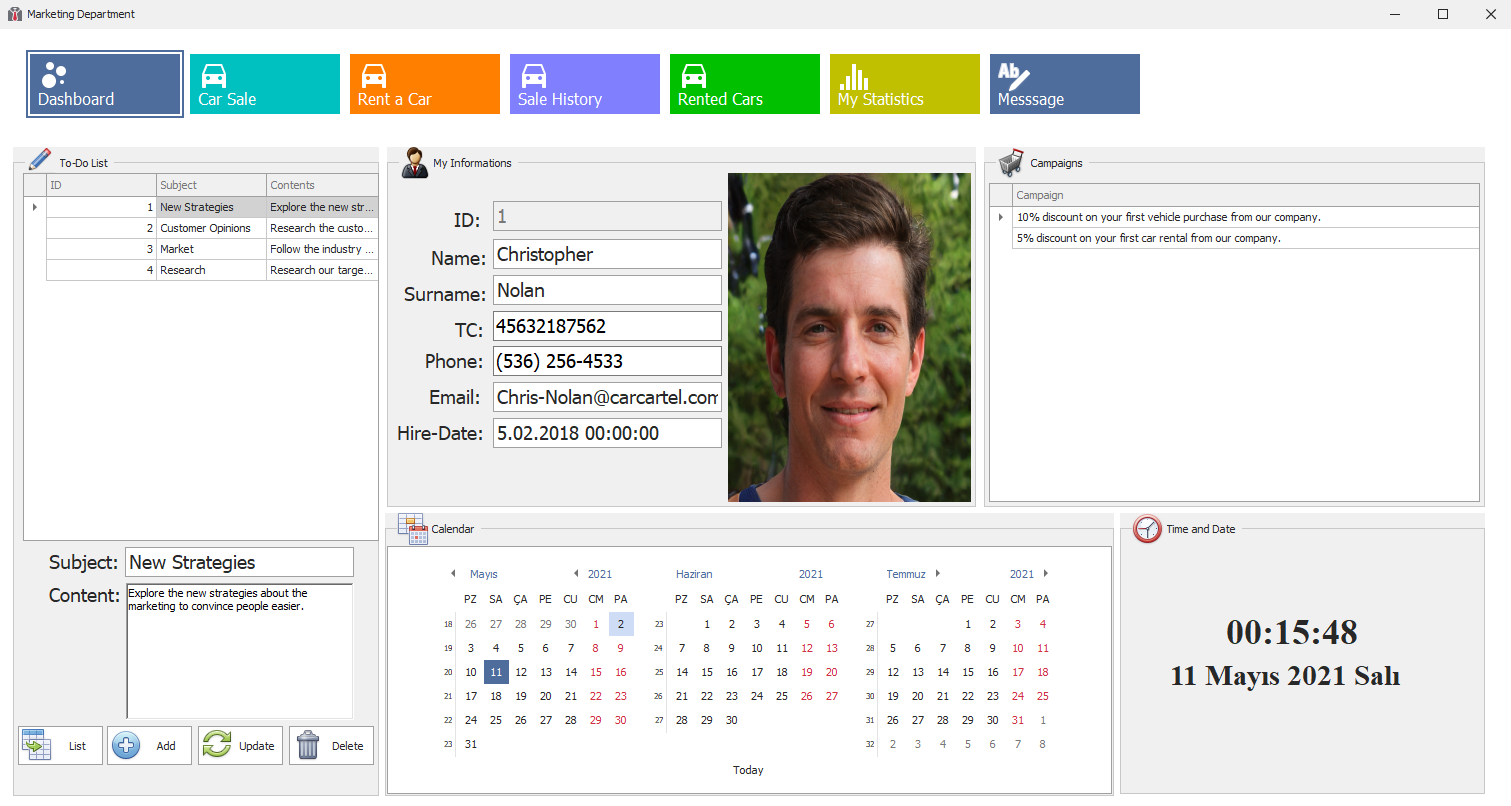 Marketing Department
Dashboard
Car Sale
Rent a Car
Sale History
Rented Cars
My Statistics
Messsage
To-Do List
ID Subject Contents
1 New Strategies Explore the new str...
2 Customer Opinions Research the custo...
3 Market Follow the industry ...
4 Research Research our targe...
Subject: New Strategies
Content: Explore the new strategies about the
marketing to convince people easier.
List
Add
Update
Delete
My Informations
ID: 1
Name: Christopher
Surname: Nolan
TC: 45632187562
Phone: (536) 256-4533
Email: Chris-Nolan@carcartel.com
Hire-Date: 5.02.2018 00:00:00
Campaigns
Campaign
10% discount on your first vehicle purchase from our company.
5% discount on your first car rental from our company.
Calendar
Mayıs 2021
PZ SA ÇA PE CU CM PA
18 26 27 28 29 30 1 2
19 3 4 5 6 7 8 9
20 10 11 12 13 14 15 16
21 17 18 19 20 21 22 23
22 24 25 26 27 28 29 30
23 31
Haziran 2021
PZ SA ÇA PE CU CM PA
23 1 2 3 4 5 6
24 7 8 9 10 11 12 13
25 14 15 16 17 18 19 20
26 21 22 23 24 25 26 27
27 28 29 30
Temmuz 2021
PZ SA ÇA PE CU CM PA
27 1 2 3 4
28 5 6 7 8 9 10 11
29 12 13 14 15 16 17 18
30 19 20 21 22 23 24 25
31 26 27 28 29 30 31 1
32 2 3 4 5 6 7 8
Today
Time and Date
00:15:48
11 Mayıs 2021 Salı